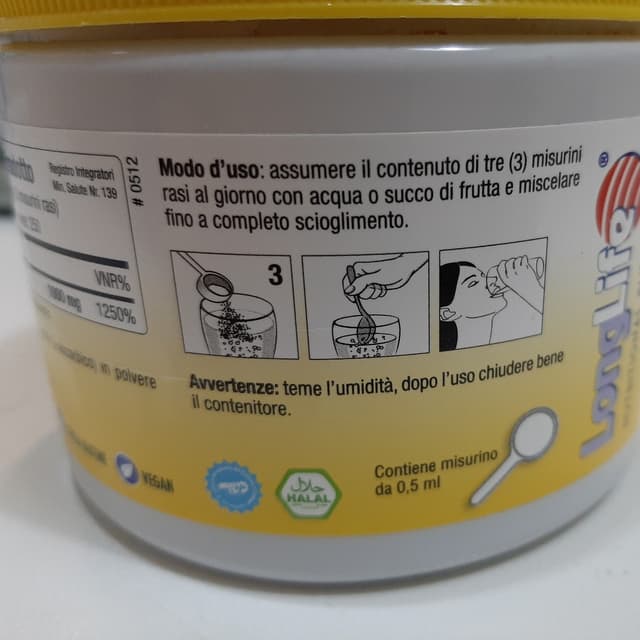 Registro Integratori
Min. Salute Nr. 139
# 0512
VNR%
1250%
in polvere
Modo d'uso: assumere il contenuto di tre (3) misurini
rasi al giorno con acqua o succo di frutta e miscelare
fino a completo scioglimento.
3
Avvertenze: teme l'umidità, dopo l'uso chiudere bene
il contenitore.
VEGAN
حلال
HALAL
Contiene misurino
da 0,5 ml
LongLife®